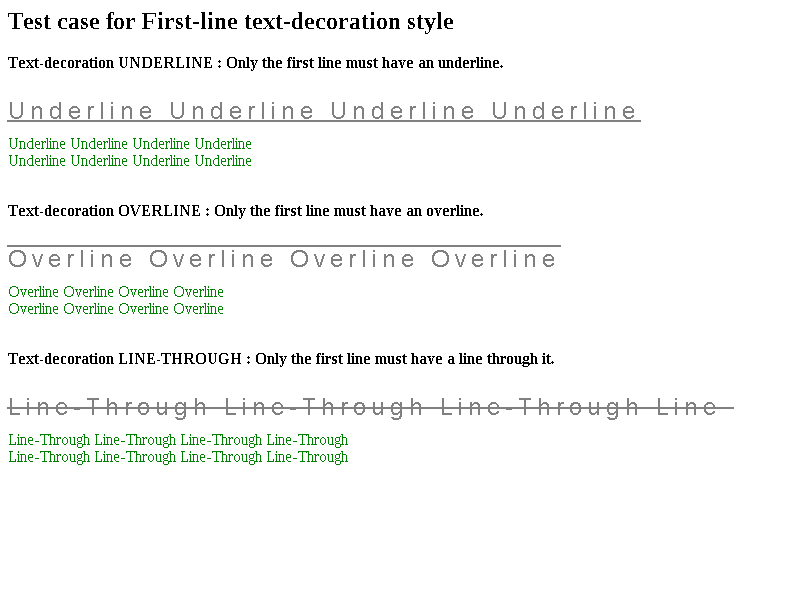 Test case for First-line text-decoration style
Text-decoration UNDERLINE : Only the first line must have an underline.
Underline Underline Underline Underline
Underline Underline Underline Underline
Underline Underline Underline Underline
Text-decoration OVERLINE : Only the first line must have an overline.
Overline Overline Overline Overline
Overline Overline Overline Overline
Overline Overline Overline Overline
Text-decoration LINE-THROUGH : Only the first line must have a line through it.
Line-Through Line-Through Line-Through Line-
Line-Through Line-Through Line-Through Line-Through
Line-Through Line-Through Line-Through Line-Through